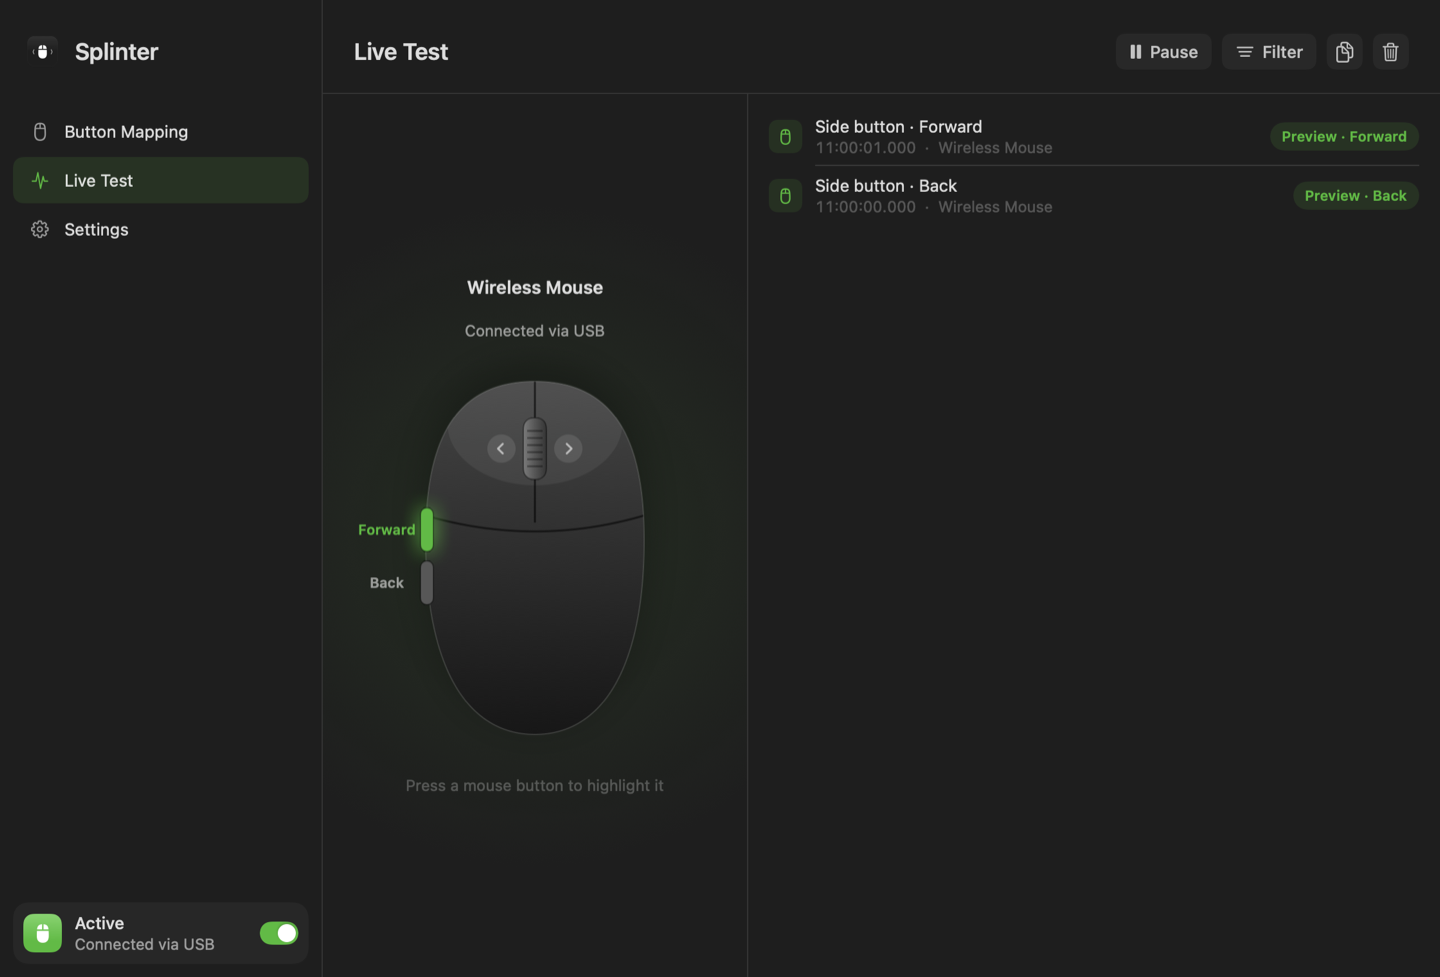 Splinter
Button Mapping
Live Test
Settings
Active
Connected via USB
Live Test
Pause
Filter
Wireless Mouse
Connected via USB
Forward
Back
Press a mouse button to highlight it
Side button · Forward
11:00:01.000 · Wireless Mouse
Preview · Forward
Side button · Back
11:00:00.000 · Wireless Mouse
Preview · Back